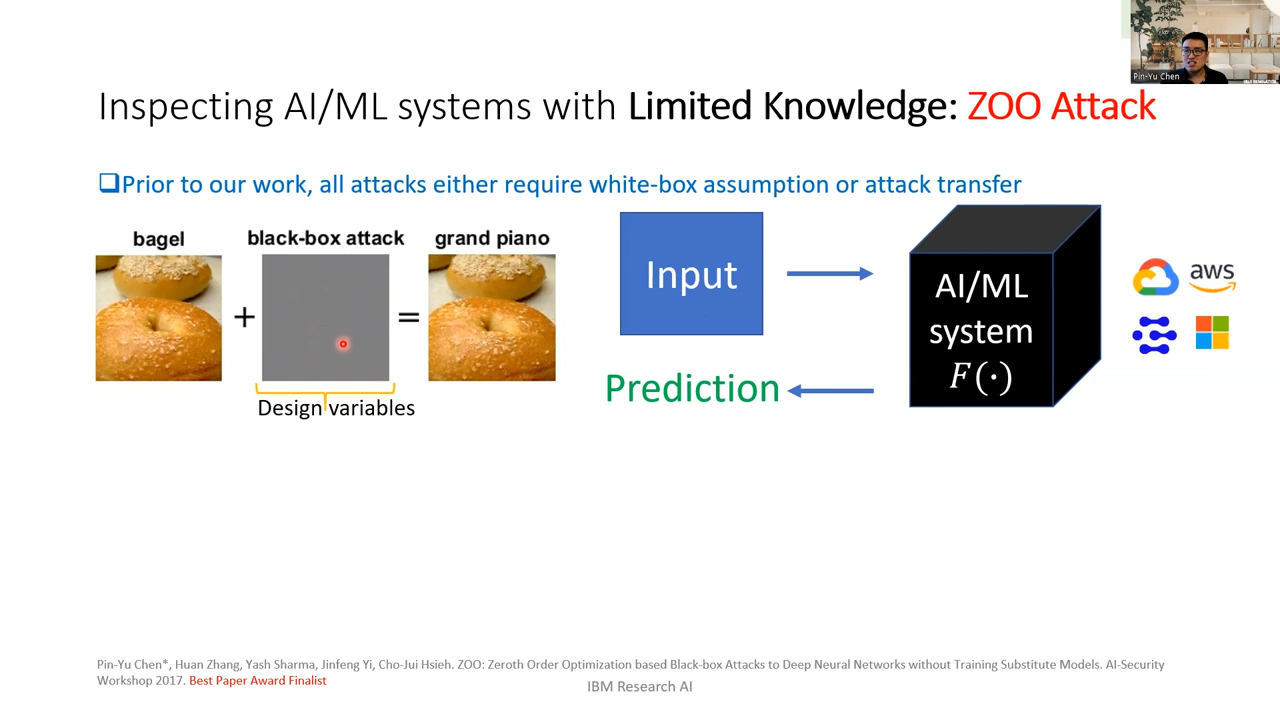 Pin-Yu Chen
Inspecting AI/ML systems with Limited Knowledge: ZOO Attack
❑Prior to our work, all attacks either require white-box assumption or attack transfer
bagel
black-box attack
grand piano
+
=
Design variables
Input
Prediction
AI/ML
system
F(·)
aws
Pin-Yu Chen*, Huan Zhang, Yash Sharma, Jinfeng Yi, Cho-Jui Hsieh. ZOO: Zeroth Order Optimization based Black-box Attacks to Deep Neural Networks without Training Substitute Models. AI-Security
Workshop 2017. Best Paper Award Finalist
IBM Research AI